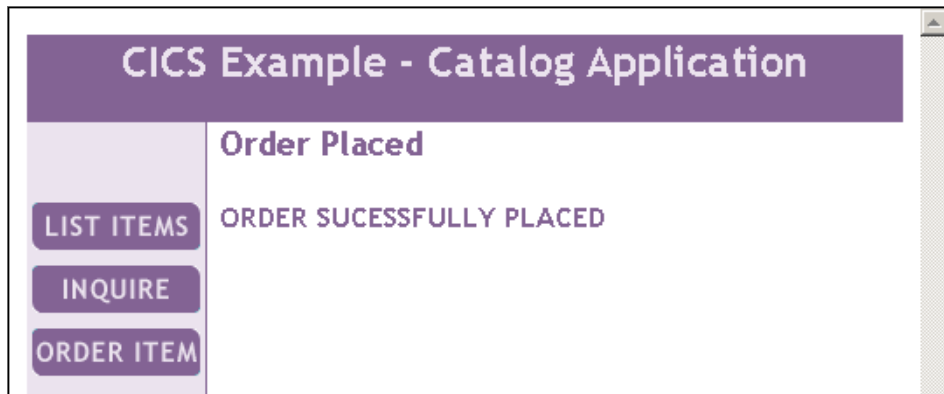 CICS Example - Catalog Application
Order Placed
ORDER SUCESSFULLY PLACED
LIST ITEMS
INQUIRE
ORDER ITEM